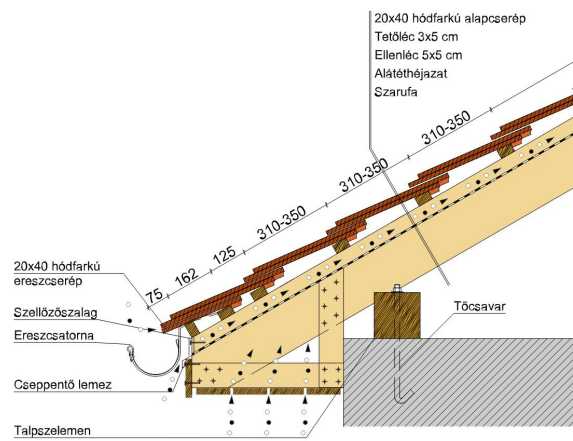 20x40 hódfarkú alapcserép
Tetőléc 3x5 cm
Ellenléc 5x5 cm
Alátéthéjazat
Szarufa
310-350
310-350
310-350
125
162
75
20x40 hódfarkú
ereszcserép
Szellőzőszalag
Ereszcsatorna
Tőcsavar
Cseppentő lemez
Talpszelemen